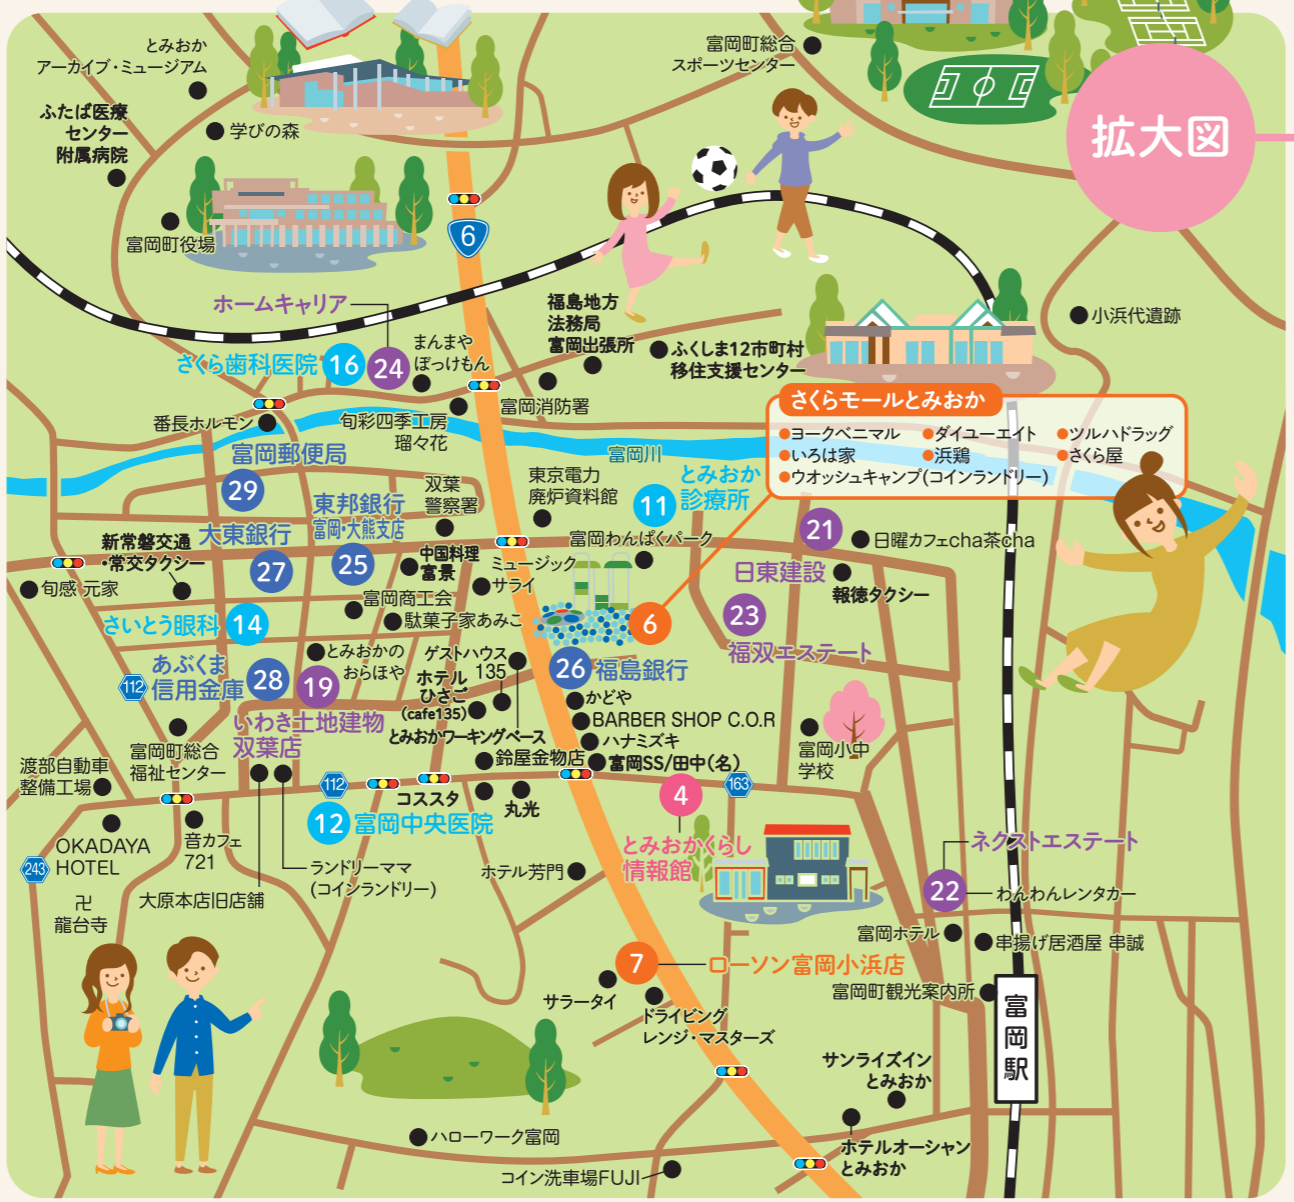 とみおか
アーカイブ・ミュージアム
ふたば医療
センター
附属病院
学びの森
富岡町役場
6
富岡町総合
スポーツセンター
拡大図
小浜代遺跡
ホームキャリア
さくら歯科医院
16
24
まんまや
ぼっけもん
福島地方
法務局
富岡出張所
ふくしま12市町村
移住支援センター
富岡消防署
番長ホルモン
旬彩四季工房
瑠々花
さくらモールとみおか
ヨークベニマル
ダイユーエイト
ツルハドラッグ
いろは家
浜鶏
さくら屋
ウオッシュキャンプ(コインランドリー)
富岡川
富岡郵便局
29
東邦銀行
富岡・大熊支店
25
双葉
警察署
東京電力
廃炉資料館
11
とみおか
診療所
大東銀行
27
新常磐交通
・常交タクシー
旬感 元家
中国料理
富景
ミュージック
サライ
富岡わんぱくパーク
21
日曜カフェcha茶cha
日東建設
報徳タクシー
23
福双エステート
さいとう眼科
14
富岡商工会
駄菓子家あみこ
6
あぶくま
信用金庫
28
112
とみおかの
おらほや
19
いわき土地建物
双葉店
ゲストハウス
135
ホテル
ひさご
(cafe135)
とみおかワーキングベース
26
福島銀行
かどや
BARBER SHOP C.O.R
ハナミズキ
富岡SS/田中(名)
鈴屋金物店
富岡小中
学校
富岡町総合
福祉センター
渡部自動車
整備工場
112
コススタ
丸光
4
163
とみおかくらし
情報館
12
富岡中央医院
OKADAYA
HOTEL
243
音カフェ
721
大原本店旧店舗
ランドリーママ
(コインランドリー)
卍
龍台寺
ホテル芳門
ネクストエステート
22
わんわんレンタカー
富岡ホテル
串揚げ居酒屋 串誠
7
ローソン富岡小浜店
サラータイ
ドライビング
レンジ・マスターズ
富岡町観光案内所
富岡駅
サンライズイン
とみおか
ホテルオーシャン
とみおか
ハローワーク富岡
コイン洗車場FUJI